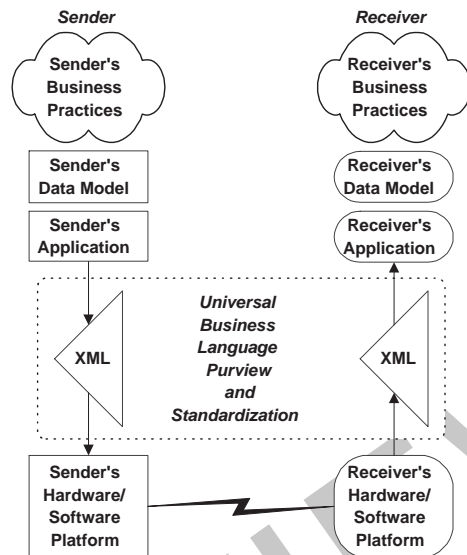 Sender
Receiver
Sender's
Business
Practices
Receiver's
Business
Practices
Sender's
Data Model
Receiver's
Data Model
Sender's
Application
Receiver's
Application
Universal
Business
Language
Purview
and
Standardization
XML
XML
Sender's
Hardware/
Software
Platform
Receiver's
Hardware/
Software
Platform